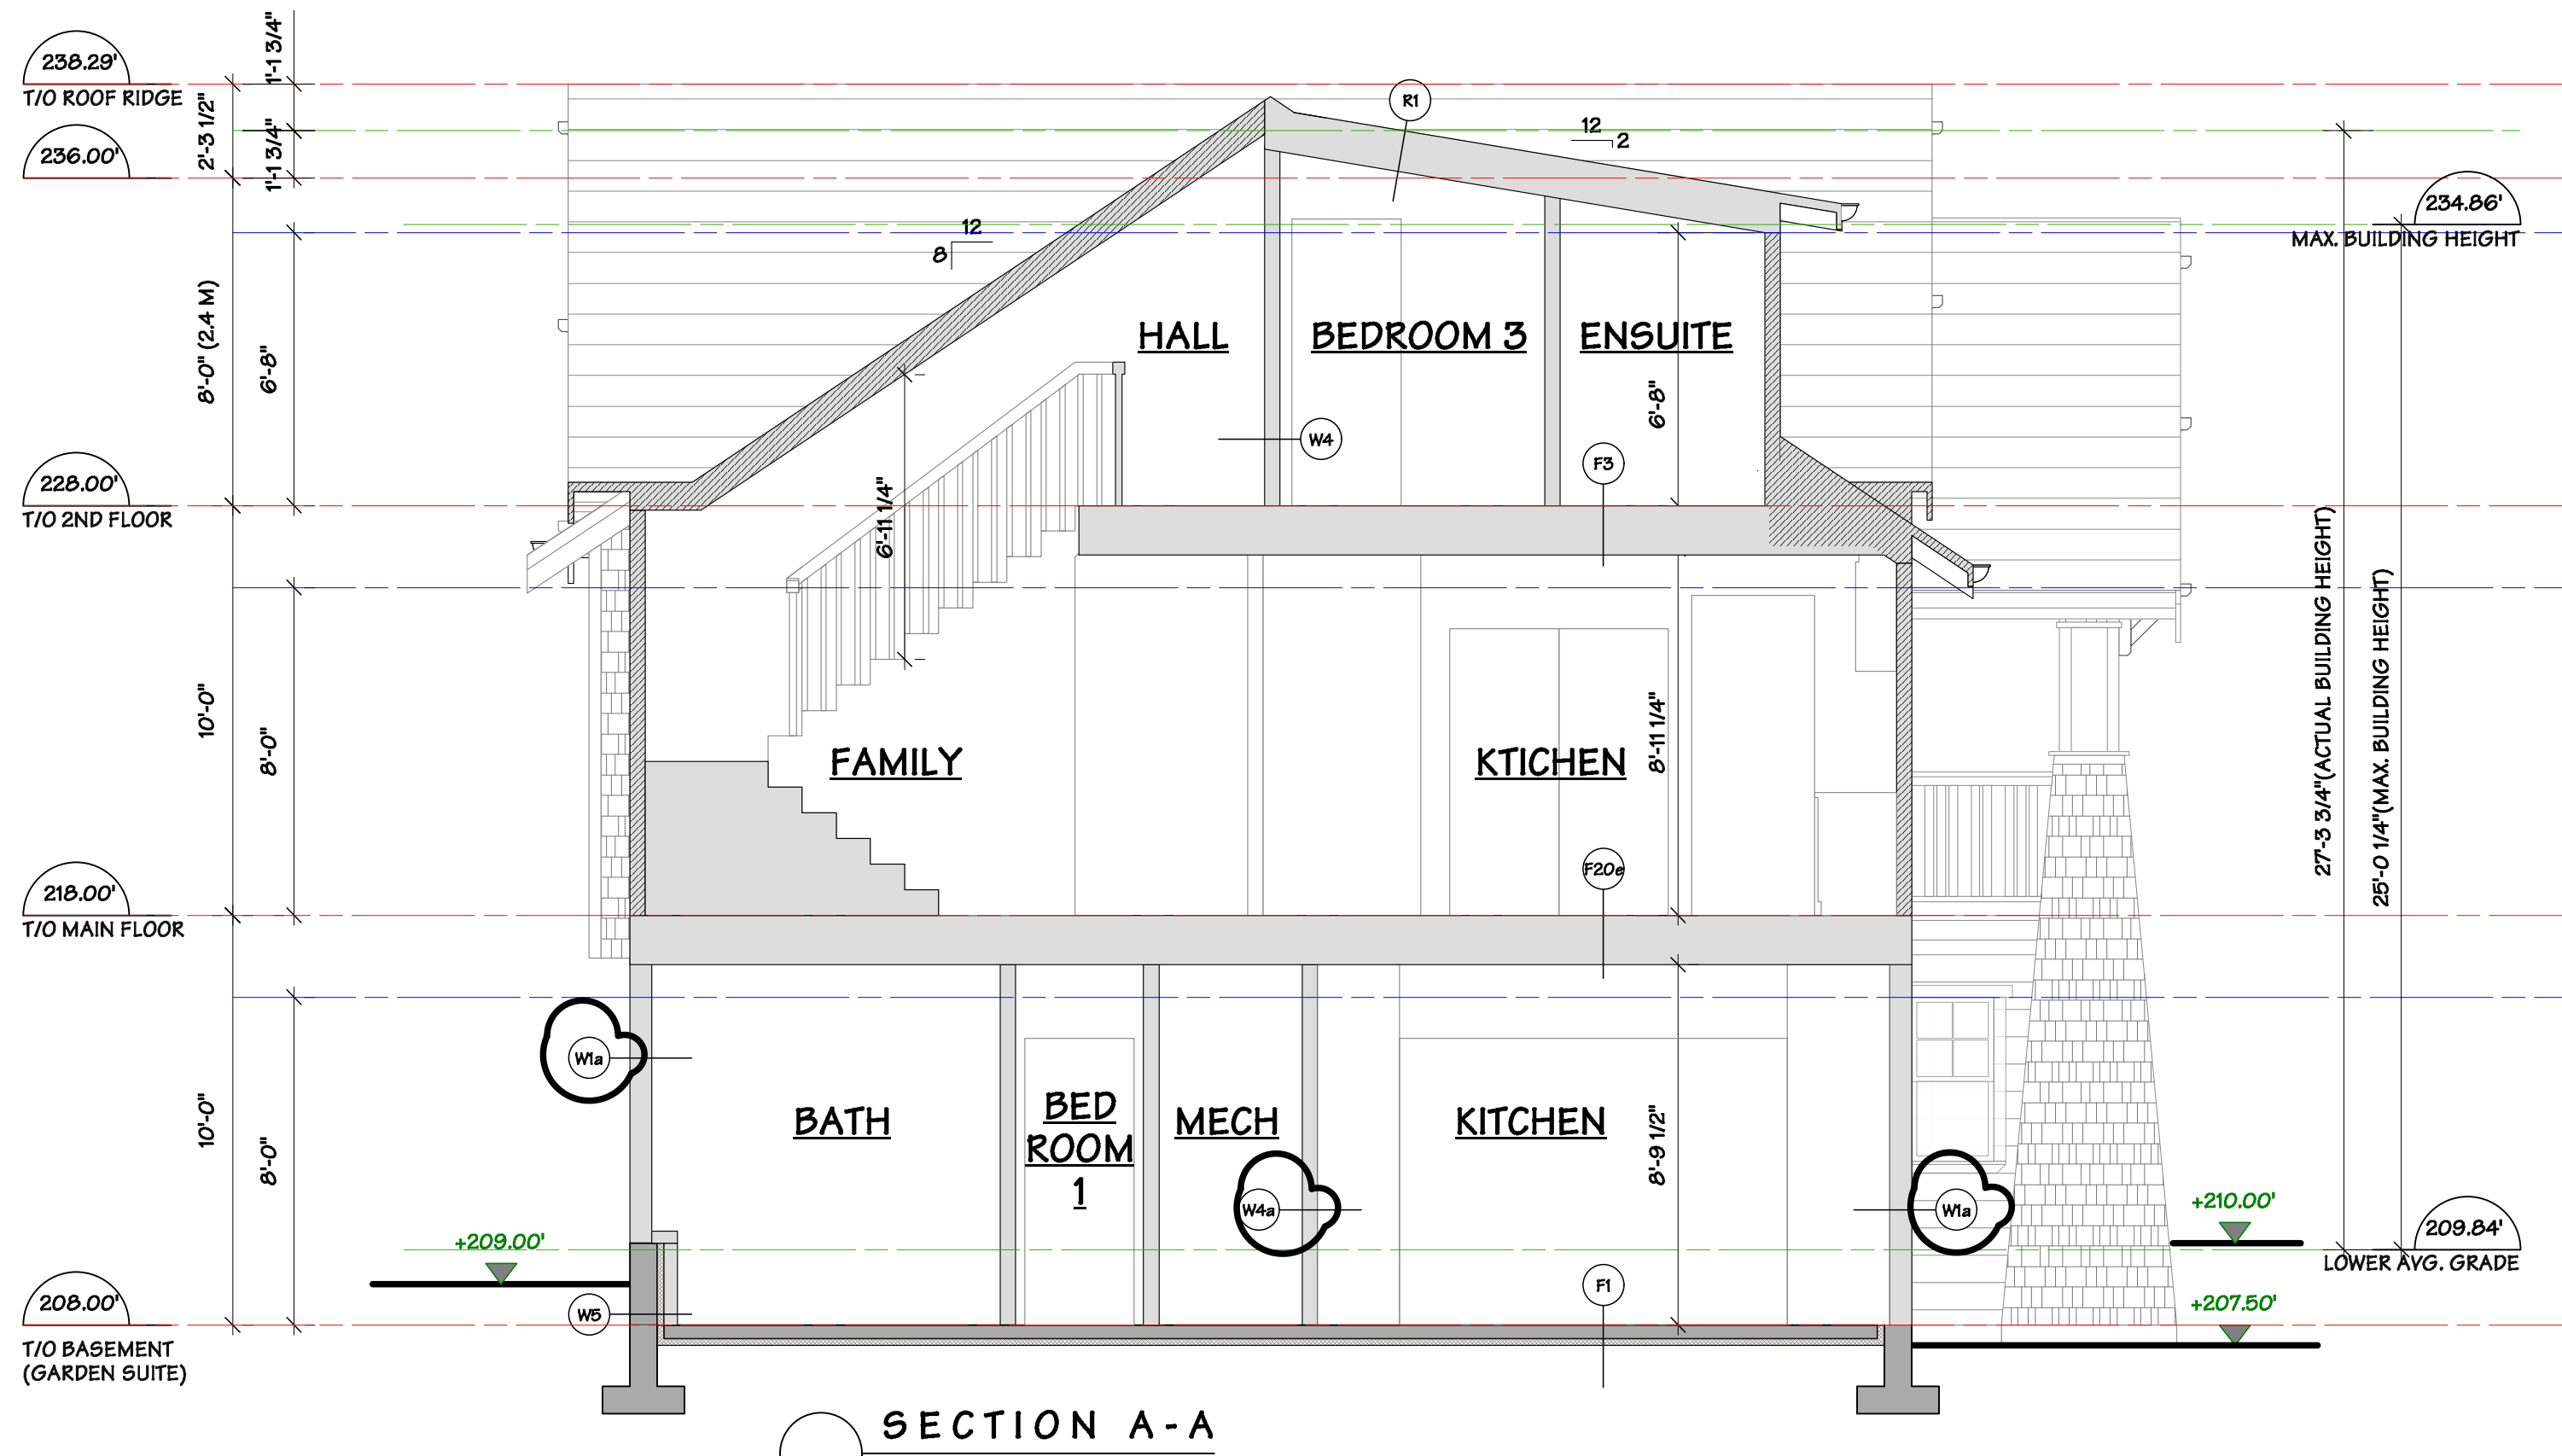 238.29'
T/O ROOF RIDGE
236.00'
228.00'
T/O 2ND FLOOR
218.00'
T/O MAIN FLOOR
208.00'
T/O BASEMENT
(GARDEN SUITE)
2'-3 1/2"
8'-0" (2.4 M)
10'-0"
10'-0"
1'-1 3/4"
1'-1 3/4"
6'-8"
8'-0"
8'-0"
+209.00'
R1
12
2
12
8
HALL
BEDROOM 3
ENSUITE
6'-8"
W4
F3
6'-11 1/4"
FAMILY
KTICHEN
8'-11 1/4"
F20e
W1a
BATH
BED
ROOM
1
MECH
KITCHEN
8'-9 1/2"
W4a
W1a
W5
F1
234.86'
MAX. BUILDING HEIGHT
27'-3 3/4"(ACTUAL BUILDING HEIGHT)
25'-0 1/4"(MAX. BUILDING HEIGHT)
+210.00'
209.84'
LOWER AVG. GRADE
+207.50'
SECTION A-A